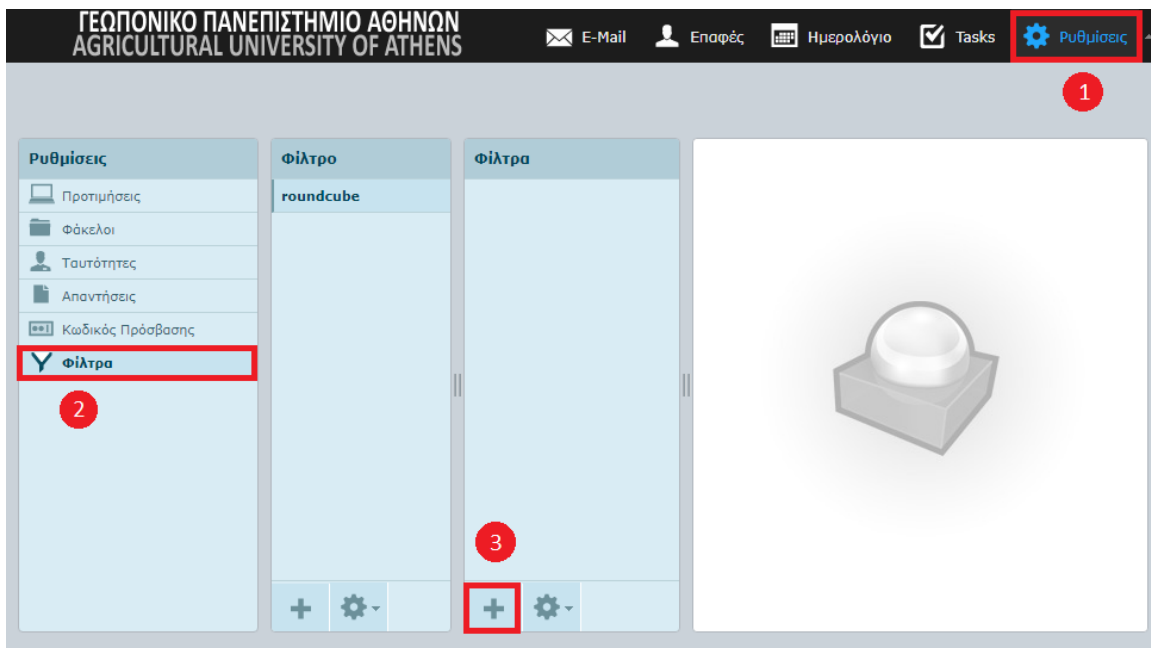 ΓΕΩΠΟΝΙΚΟ ΠΑΝΕΠΙΣΤΗΜΙΟ ΑΘΗΝΩΝ
AGRICULTURAL UNIVERSITY OF ATHENS
E-Mail Επαφές Ημερολόγιο Tasks Ρυθμίσεις
1
Ρυθμίσεις
Προτιμήσεις
Φάκελοι
Ταυτότητες
Απαντήσεις
Κωδικός Πρόσβασης
Φίλτρα
2
Φίλτρο
roundcube
Φίλτρα
3